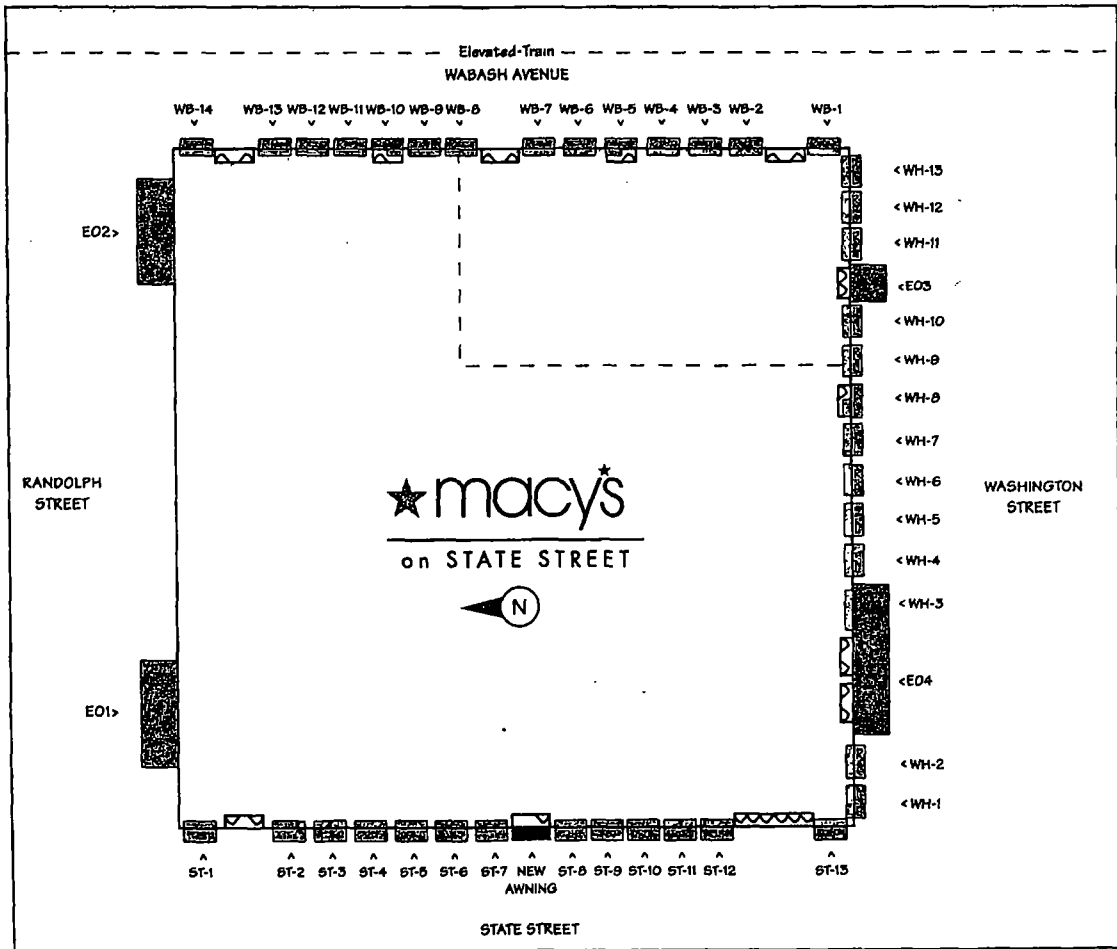 Elevated-Train
WABASH AVENUE
WB-14 WB-13 WB-12 WB-11 WB-10 WB-9 WB-8 WB-7 WB-6 WB-5 WB-4 WB-3 WB-2 WB-1
<WH-13
<WH-12
<WH-11
E02>
<E03
<WH-10
<WH-9
<WH-8
<WH-7
RANDOLPH
STREET
macy's
on STATE STREET
N
<WH-6
WASHINGTON
STREET
<WH-5
<WH-4
<WH-3
<E04
E01>
<WH-2
<WH-1
ST-1 ST-2 ST-3 ST-4 ST-5 ST-6 ST-7 NEW ST-8 ST-9 ST-10 ST-11 ST-12 ST-13
AWNING
STATE STREET